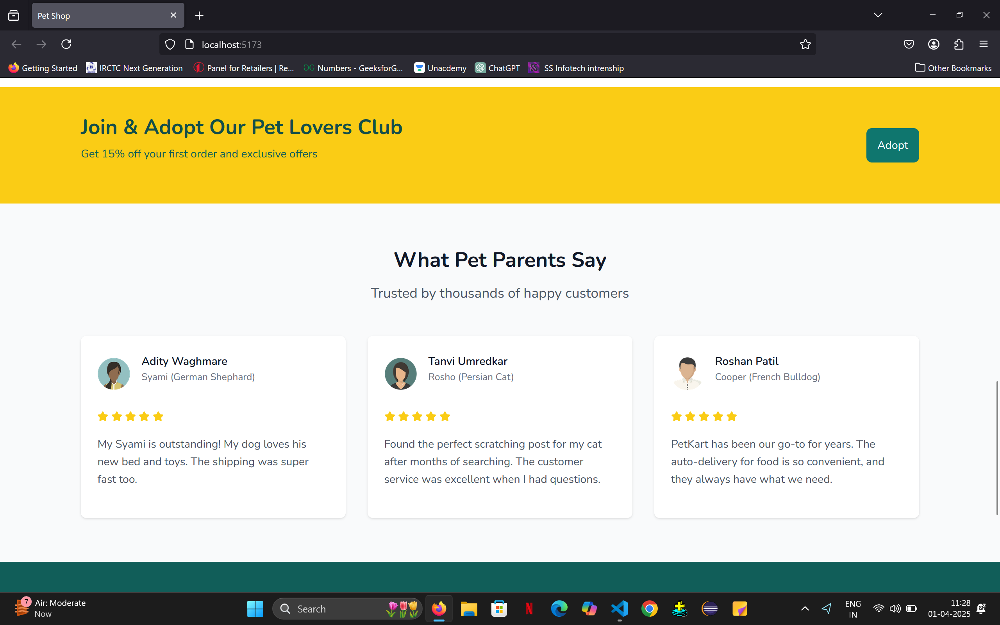 Pet Shop
localhost:5173
Getting Started
IRCTC Next Generation
Panel for Retailers | Re...
Numbers - GeeksforG...
Unacdemy
ChatGPT
SS Infotech intrenship
Other Bookmarks
Join & Adopt Our Pet Lovers Club
Get 15% off your first order and exclusive offers
Adopt
What Pet Parents Say
Trusted by thousands of happy customers
Adity Waghmare
Syami (German Shephard)
My Syami is outstanding! My dog loves his
new bed and toys. The shipping was super
fast too.
Tanvi Umredkar
Rosho (Persian Cat)
Found the perfect scratching post for my cat
after months of searching. The customer
service was excellent when I had questions.
Roshan Patil
Cooper (French Bulldog)
PetKart has been our go-to for years. The
auto-delivery for food is so convenient, and
they always have what we need.
7
Air: Moderate
Now
Search
ENG
IN
11:28
01-04-2025